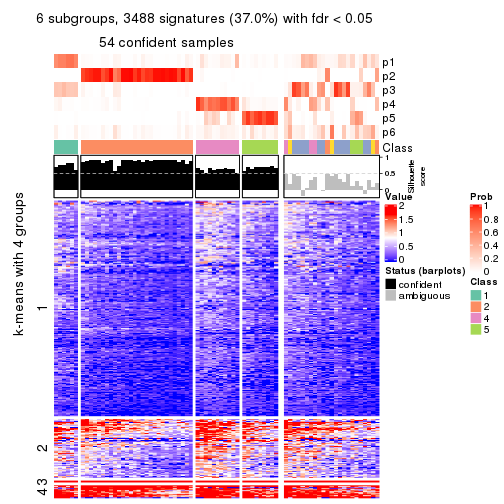 6 subgroups, 3488 signatures (37.0%) with fdr < 0.05
54 confident samples
p1
p2
p3
p4
p5
p6
Class
1
0.5
0
Silhouette
score
k-means with 4 groups
1
2
3
4
Value
2
1.5
1
0.5
0
Status (barplots)
confident
ambiguous
Prob
1
0.8
0.6
0.4
0.2
0
Class
1
2
4
5